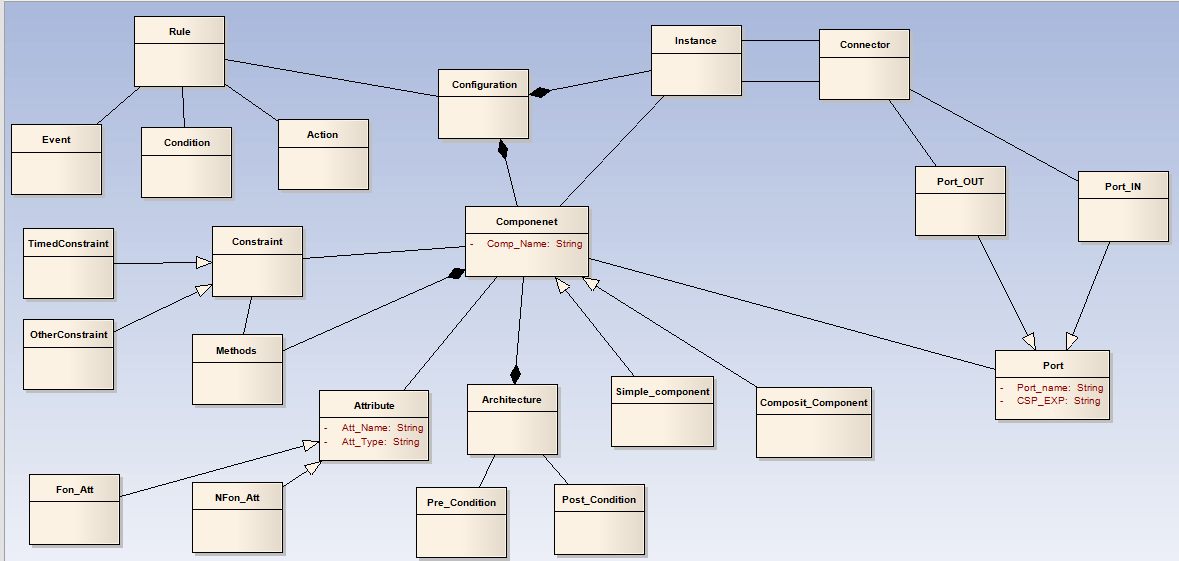 Rule
Instance
Connector
Configuration
Event
Condition
Action
Port_OUT
Port_IN
Componenet
- Comp_Name: String
TimedConstraint
Constraint
OtherConstraint
Methods
Port
- Port_name: String
- CSP_EXP: String
Attribute
- Att_Name: String
- Att_Type: String
Architecture
Simple_component
Composit_Component
Fon_Att
NFon_Att
Pre_Condition
Post_Condition